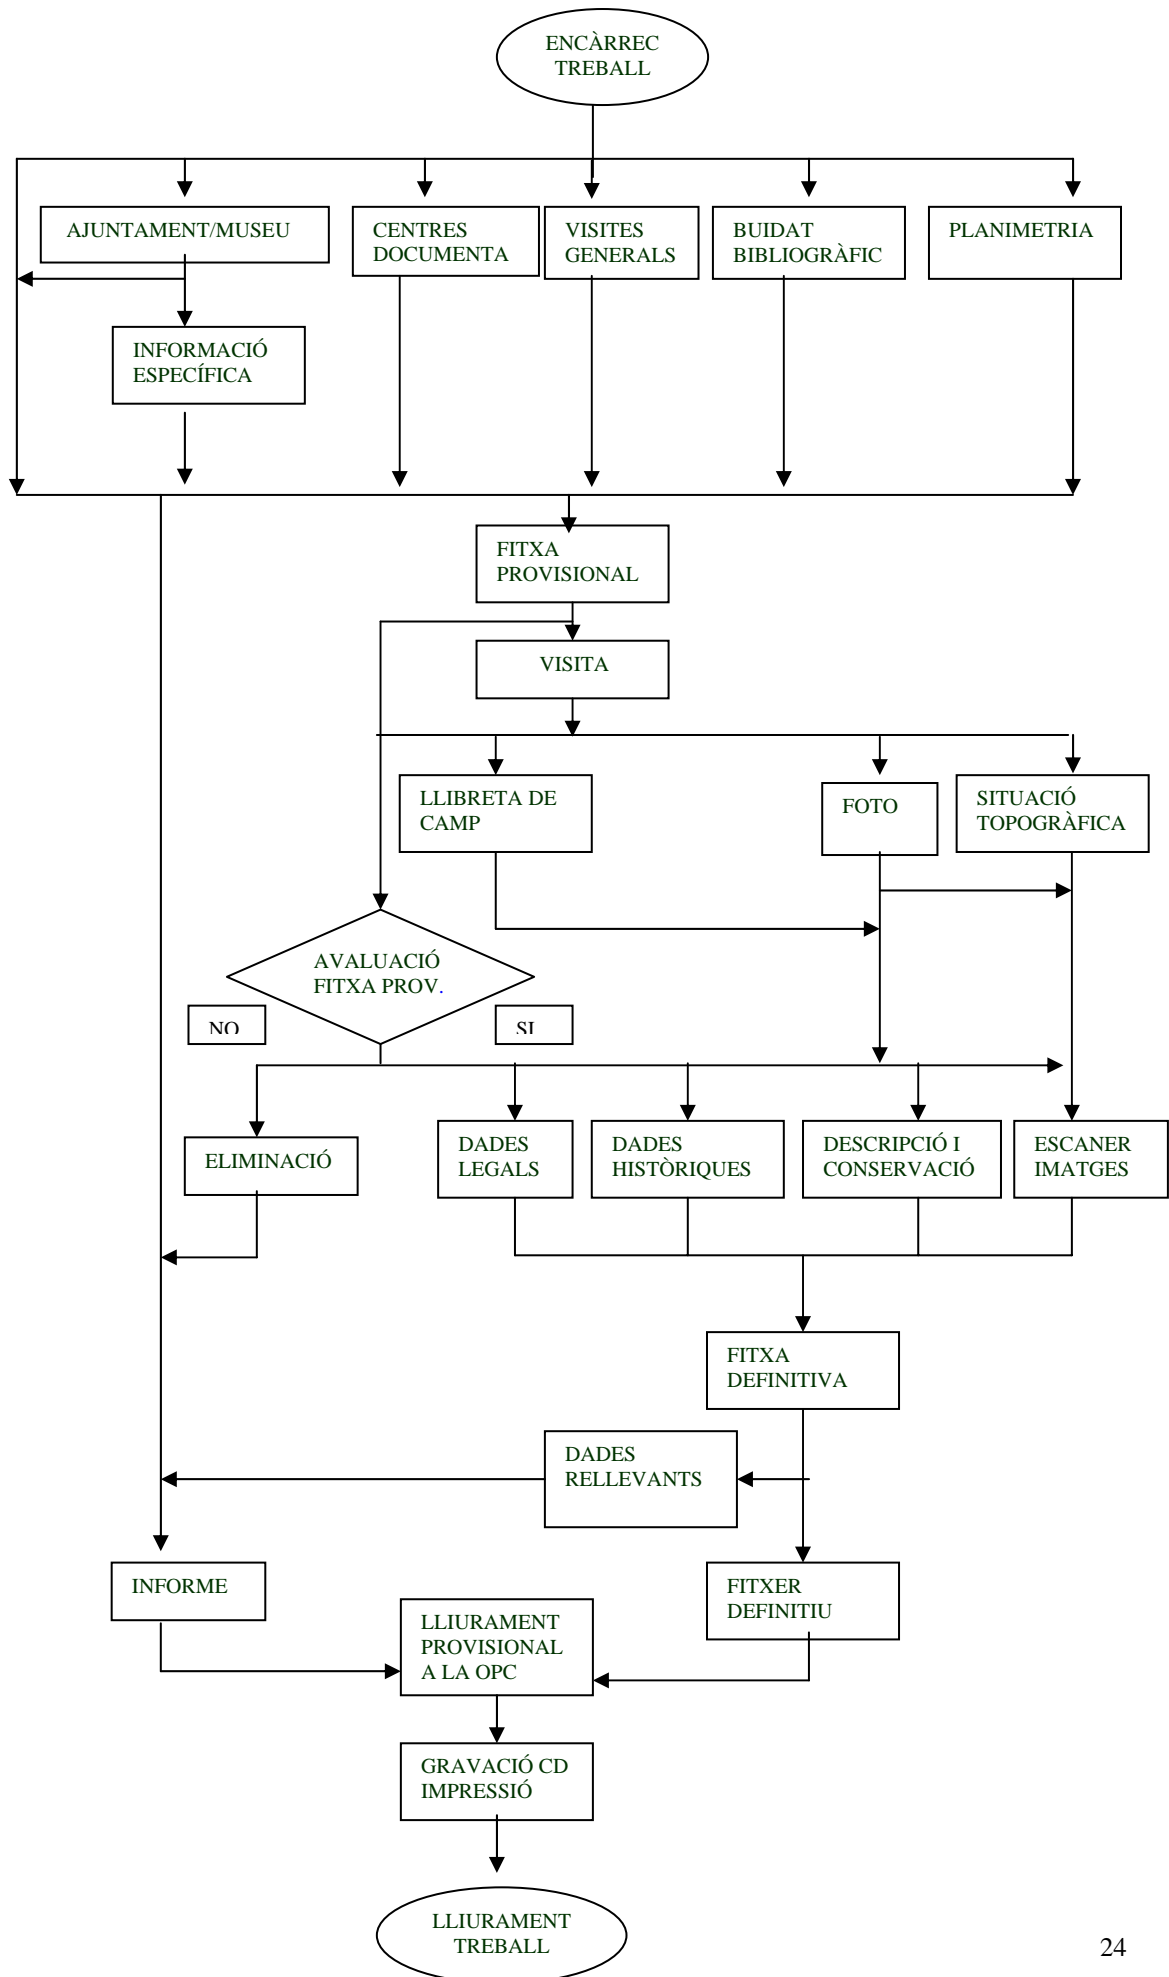 ENCÀRREC
TREBALL
AJUNTAMENT/MUSEU
CENTRES
DOCUMENTA
VISITES
GENERALS
BUIDAT
BIBLIOGRÀFIC
PLANIMETRIA
INFORMACIÓ
ESPECÍFICA
FITXA
PROVISIONAL
VISITA
LLIBRETA DE
CAMP
FOTO
SITUACIÓ
TOPOGRÀFICA
AVALUACIÓ
FITXA PROV.
NO
SI
ELIMINACIÓ
DADES
LEGALS
DADES
HISTÒRIQUES
DESCRIPCIÓ I
CONSERVACIÓ
ESCANER
IMATGES
FITXA
DEFINITIVA
DADES
RELLEVANTS
INFORME
LLIURAMENT
PROVISIONAL
A LA OPC
FITXER
DEFINITIU
GRAVACIÓ CD
IMPRESSIÓ
LLIURAMENT
TREBALL
24